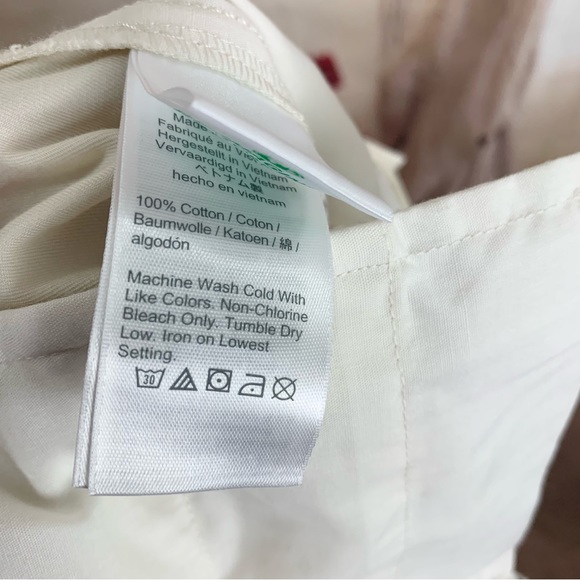 Made
Fabriqué au Vi
Hergestellt in Vietnam
Vervaardigd in Vietnam
ベトナム製
hecho en vietnam
100% Cotton / Coton /
Baumwolle / Katoen / 綿 /
algodón
Machine Wash Cold With
Like Colors. Non-Chlorine
Bleach Only. Tumble Dry
Low. Iron on Lowest
Setting.
30